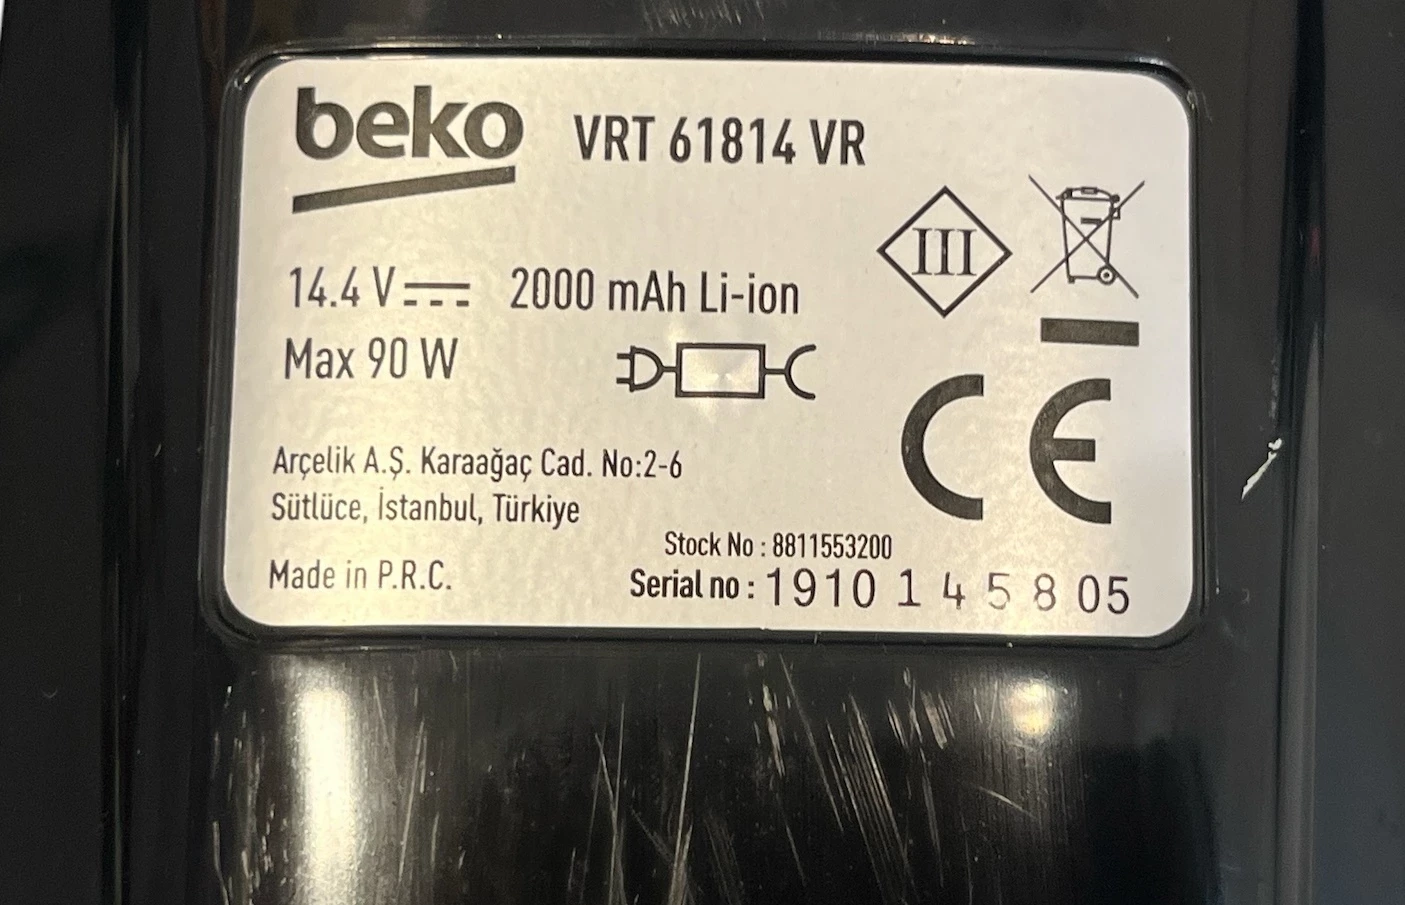 beko VRT 61814 VR
14.4 V 2000 mAh Li-ion
Max 90 W
III
CE
Arçelik A.Ş. Karaağaç Cad. No:2-6
Sütlüce, İstanbul, Türkiye
Stock No : 8811553200
Made in P.R.C.
Serial no : 1910 1 4 5 8 05